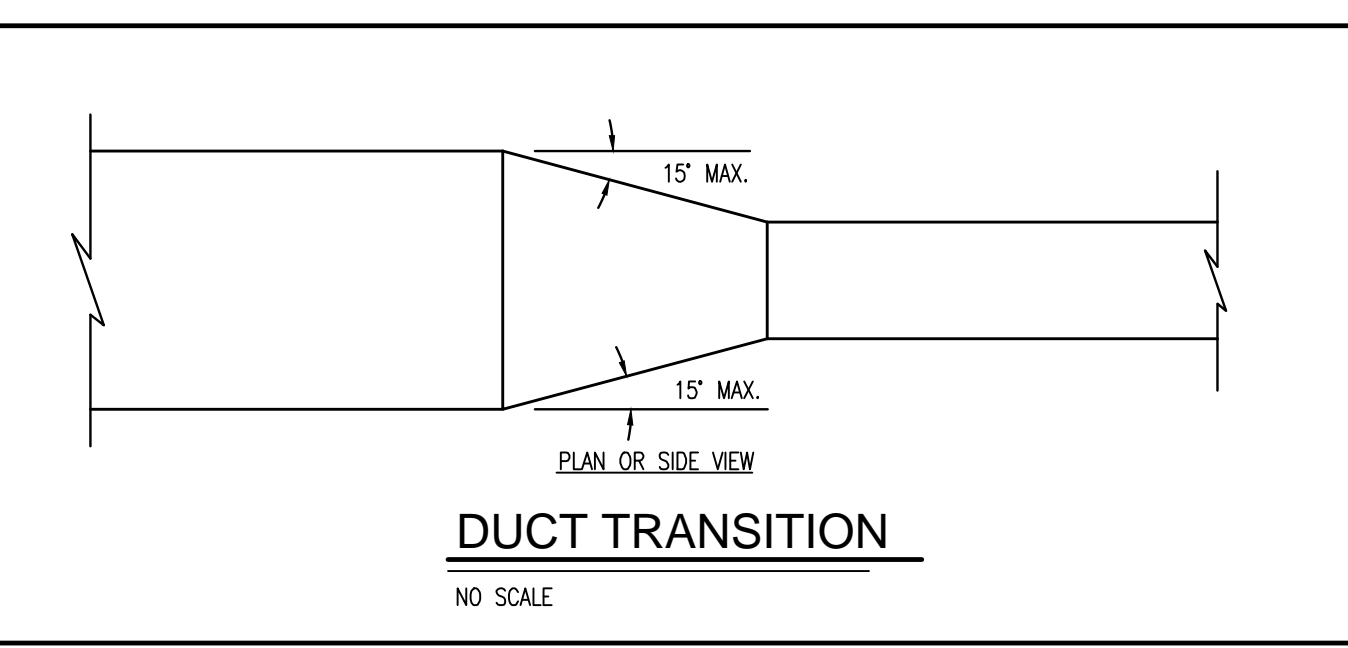 15° MAX.
15° MAX.
PLAN OR SIDE VIEW
DUCT TRANSITION
NO SCALE